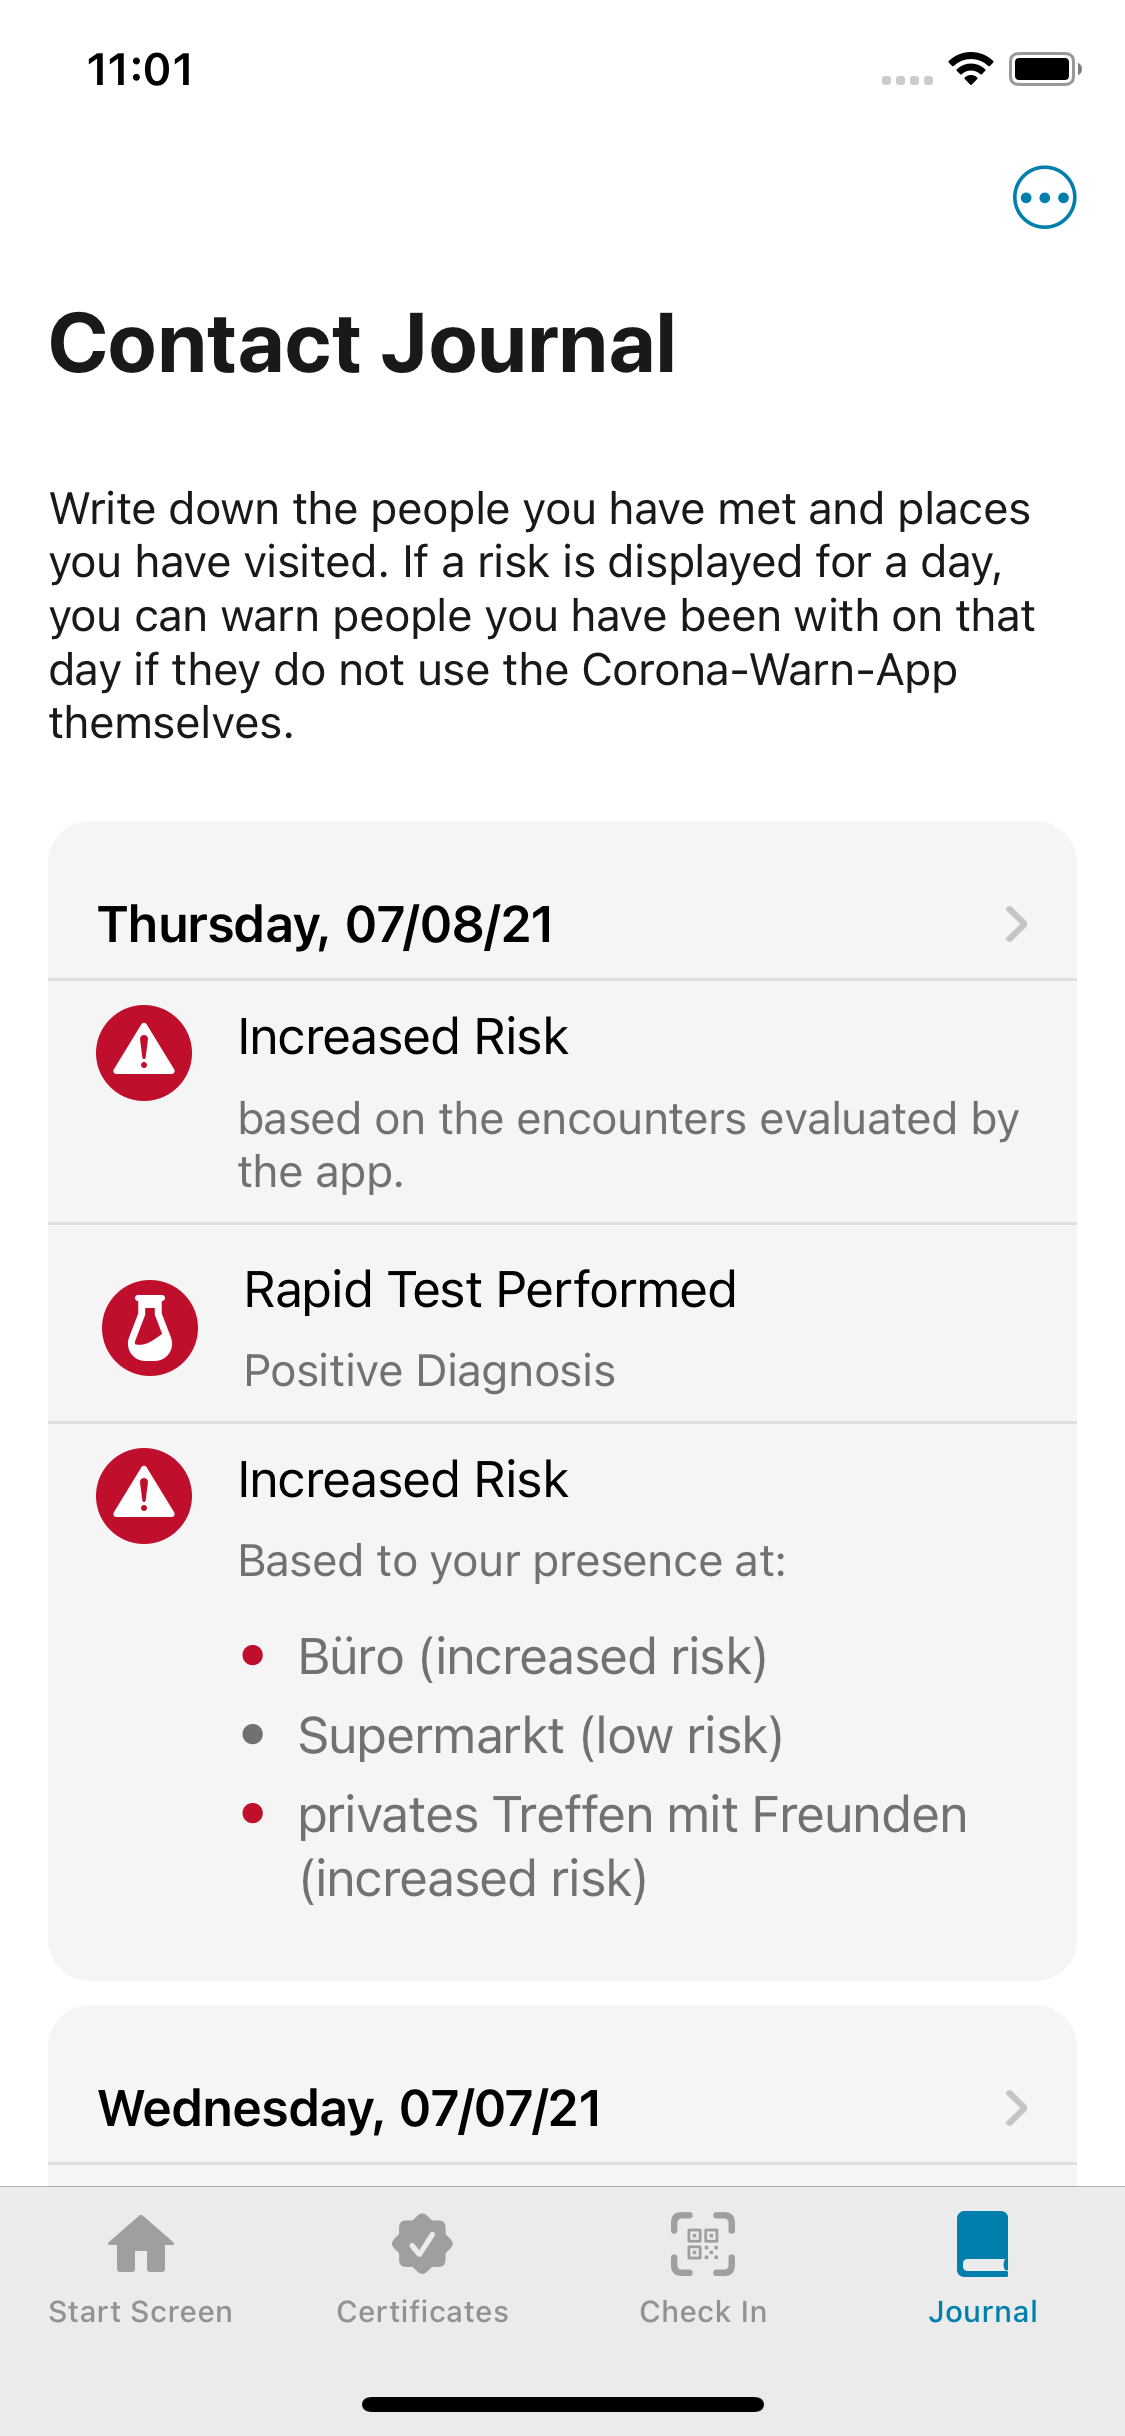 11:01
Contact Journal
Write down the people you have met and places
you have visited. If a risk is displayed for a day,
you can warn people you have been with on that
day if they do not use the Corona-Warn-App
themselves.
Thursday, 07/08/21
Increased Risk
based on the encounters evaluated by
the app.
Rapid Test Performed
Positive Diagnosis
Increased Risk
Based to your presence at:
Büro (increased risk)
Supermarkt (low risk)
privates Treffen mit Freunden
(increased risk)
Wednesday, 07/07/21
Start Screen
Certificates
Check In
Journal